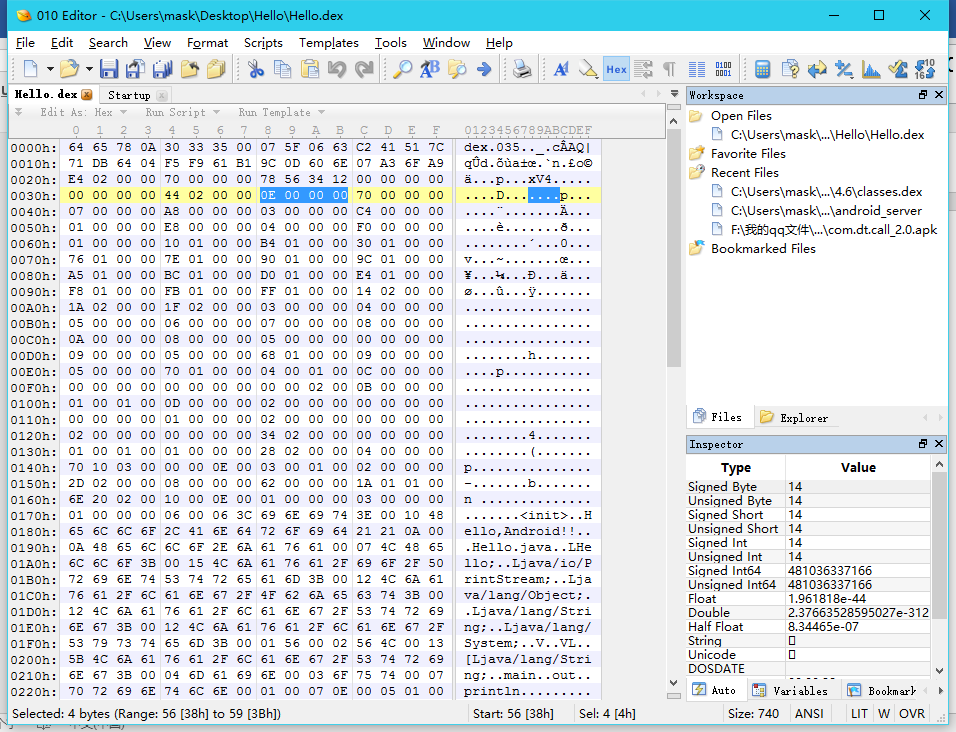 010 Editor - C:\Users\mask\Desktop\Hello\Hello.dex
File Edit Search View Format Scripts Templates Tools Window Help
Hex
Hello.dex Startup
Edit As: Hex Run Script Run Template
0 1 2 3 4 5 6 7 8 9 A B C D E F 0123456789ABCDEF
0000h: 64 65 78 0A 30 33 35 00 07 5F 06 63 C2 41 51 7C dex.035.._.cÂAQ|
0010h: 71 DB 64 04 F5 F9 61 B1 9C 0D 60 6E 07 A3 6F A9 qÛd.õùa±œ.`n.£o©
0020h: E4 02 00 00 70 00 00 00 78 56 34 12 00 00 00 00 ä...p...xV4.....
0030h: 00 00 00 00 44 02 00 00 0E 00 00 00 70 00 00 00 ....D.......p...
0040h: 07 00 00 00 A8 00 00 00 03 00 00 00 C4 00 00 00 ....¨.......Ä...
0050h: 01 00 00 00 E8 00 00 00 04 00 00 00 F0 00 00 00 ....è.......ð...
0060h: 01 00 00 00 10 01 00 00 B4 01 00 00 30 01 00 00 ........´...0...
0070h: 76 01 00 00 7E 01 00 00 90 01 00 00 9C 01 00 00 v...~.......œ...
0080h: A5 01 00 00 BC 01 00 00 D0 01 00 00 E4 01 00 00 ¥...¼...Ð...ä...
0090h: F8 01 00 00 FB 01 00 00 FF 01 00 00 14 02 00 00 ø...û...ÿ.......
00A0h: 1A 02 00 00 1F 02 00 00 03 00 00 00 04 00 00 00 ................
00B0h: 05 00 00 00 06 00 00 00 07 00 00 00 08 00 00 00 ................
00C0h: 0A 00 00 00 08 00 00 00 05 00 00 00 00 00 00 00 ................
00D0h: 09 00 00 00 05 00 00 00 68 01 00 00 09 00 00 00 ........h.......
00E0h: 05 00 00 00 70 01 00 00 04 00 01 00 0C 00 00 00 ....p...........
00F0h: 00 00 00 00 00 00 00 00 00 00 02 00 0B 00 00 00 ................
0100h: 01 00 01 00 0D 00 00 00 02 00 00 00 00 00 00 00 ................
0110h: 00 00 00 00 01 00 00 00 02 00 00 00 00 00 00 00 ................
0120h: 02 00 00 00 00 00 00 00 34 02 00 00 00 00 00 00 ........4.......
0130h: 01 00 01 00 01 00 00 00 28 02 00 00 04 00 00 00 ........(.......
0140h: 70 10 03 00 00 00 0E 00 03 00 01 00 02 00 00 00 p...............
0150h: 2D 02 00 00 08 00 00 00 62 00 00 00 1A 01 01 00 -.......b.......
0160h: 6E 20 02 00 10 00 0E 00 01 00 00 00 03 00 00 00 n ..............
0170h: 01 00 00 00 06 00 06 3C 69 6E 69 74 3E 00 10 48 .......<init>..H
0180h: 65 6C 6C 6F 2C 41 6E 64 72 6F 69 64 21 21 0A 00 ello,Android!!..
0190h: 0A 48 65 6C 6C 6F 2E 6A 61 76 61 00 07 4C 48 65 .Hello.java..LHe
01A0h: 6C 6C 6F 3B 00 15 4C 6A 61 76 61 2F 69 6F 2F 50 llo;..Ljava/io/P
01B0h: 72 69 6E 74 53 74 72 65 61 6D 3B 00 12 4C 6A 61 rintStream;..Lja
01C0h: 76 61 2F 6C 61 6E 67 2F 4F 62 6A 65 63 74 3B 00 va/lang/Object;.
01D0h: 12 4C 6A 61 76 61 2F 6C 61 6E 67 2F 53 74 72 69 .Ljava/lang/Stri
01E0h: 6E 67 3B 00 12 4C 6A 61 76 61 2F 6C 61 6E 67 2F ng;..Ljava/lang/
01F0h: 53 79 73 74 65 6D 3B 00 01 56 00 02 56 4C 00 13 System;..V..VL..
0200h: 5B 4C 6A 61 76 61 2F 6C 61 6E 67 2F 53 74 72 69 [Ljava/lang/Stri
0210h: 6E 67 3B 00 04 6D 61 69 6E 00 03 6F 75 74 00 07 ng;..main..out..
0220h: 70 72 69 6E 74 6C 6E 00 01 00 07 0E 00 05 01 00 println.........
Workspace
Open Files
C:\Users\mask\...\Hello\Hello.dex
Favorite Files
Recent Files
C:\Users\mask\...\4.6\classes.dex
C:\Users\mask\...\android_server
F:\我的qq文件\...\com.dt.call_2.0.apk
Bookmarked Files
Files Explorer
Inspector
Type Value
Signed Byte 14
Unsigned Byte 14
Signed Short 14
Unsigned Short 14
Signed Int 14
Unsigned Int 14
Signed Int64 481036337166
Unsigned Int64 481036337166
Float 1.961818e-44
Double 2.37663528595027e-312
Half Float 8.34465e-07
String
Unicode
DOSDATE
Auto Variables Bookmark
Selected: 4 bytes (Range: 56 [38h] to 59 [3Bh]) Start: 56 [38h] Sel: 4 [4h] Size: 740 ANSI LIT W OVR